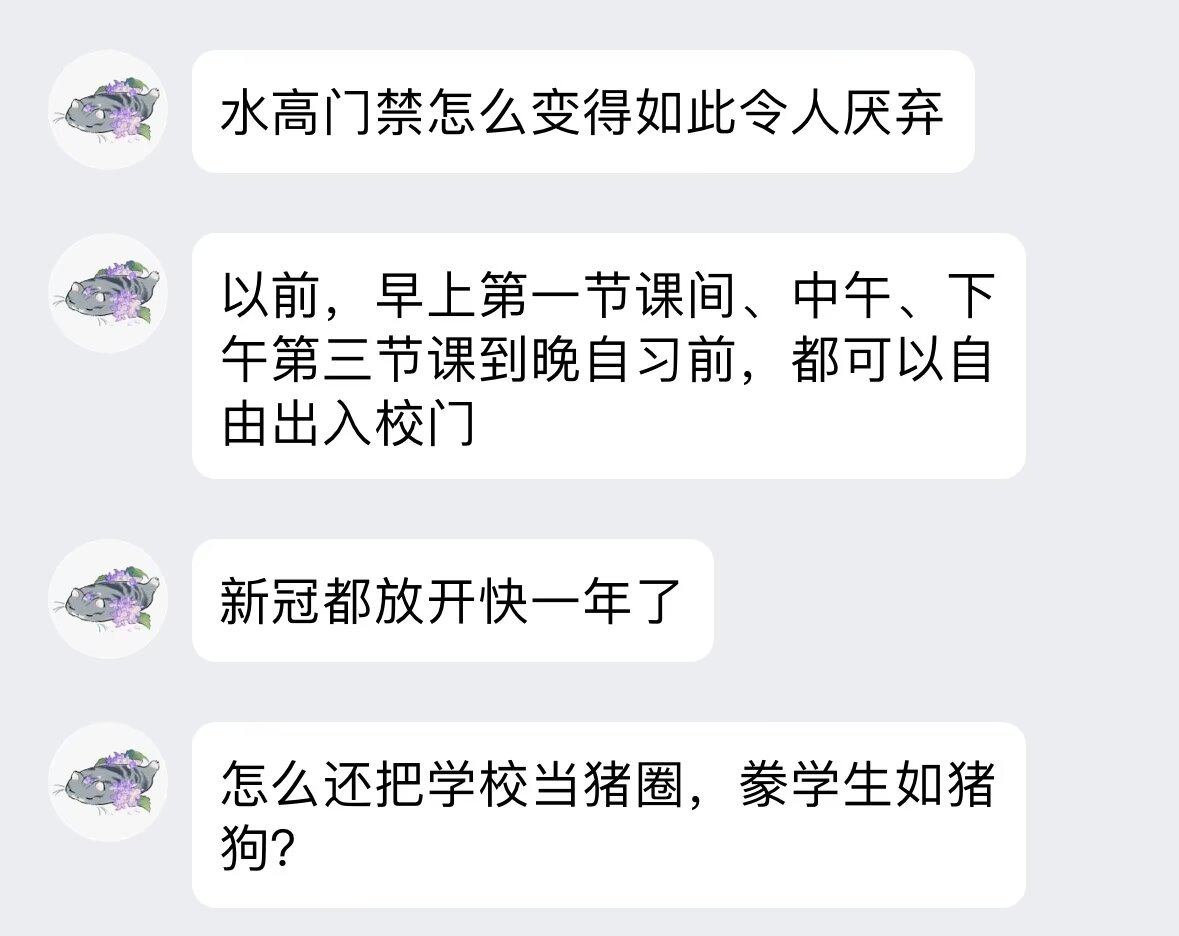 水高门禁怎么变得如此令人厌弃
以前，早上第一节课间、中午、下
午第三节课到晚自习前，都可以自
由出入校门
新冠都放开快一年了
怎么还把学校当猪圈，豢学生如猪
狗？